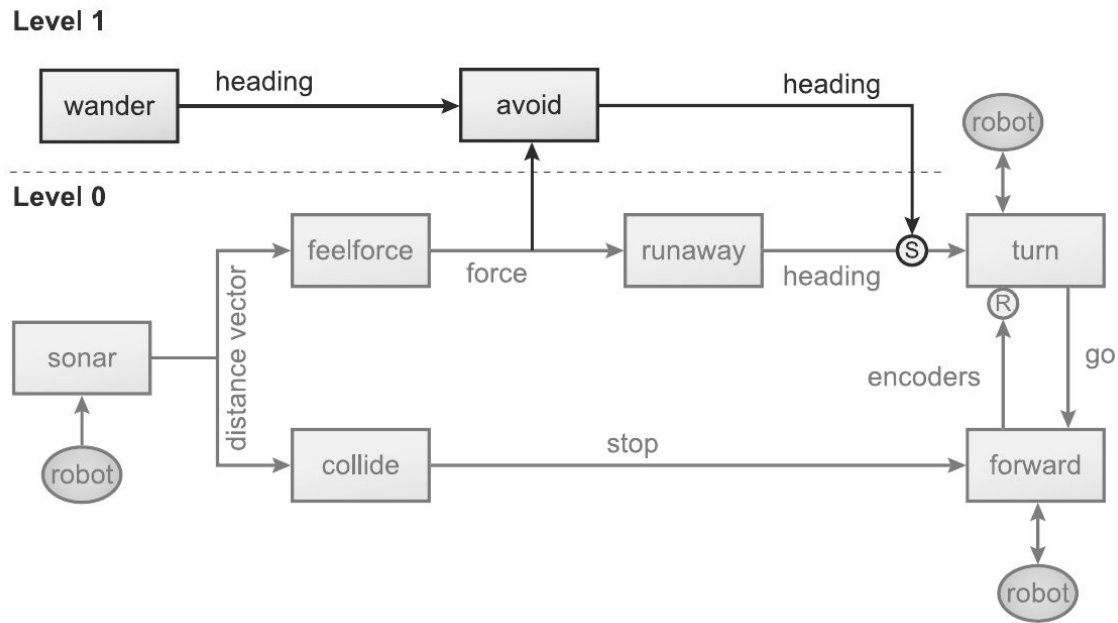 Level 1
wander
heading
avoid
heading
robot
Level 0
feelforce
force
runaway
heading
S
turn
R
distance vector
sonar
encoders
go
robot
collide
stop
forward
robot